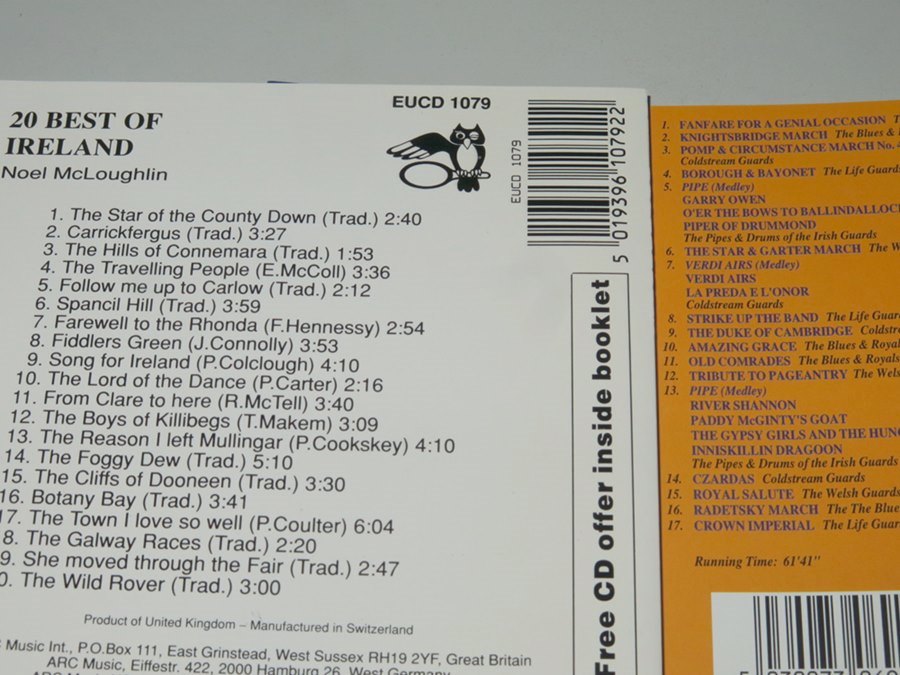 20 BEST OF
IRELAND
Noel McLoughlin
EUCD 1079
EUCD 1079
5 019396 107922
1. The Star of the County Down (Trad.) 2:40
2. Carrickfergus (Trad.) 3:27
3. The Hills of Connemara (Trad.) 1:53
4. The Travelling People (E.McColl) 3:36
5. Follow me up to Carlow (Trad.) 2:12
6. Spancil Hill (Trad.) 3:59
7. Farewell to the Rhonda (F.Hennessy) 2:54
8. Fiddlers Green (J.Connolly) 3:53
9. Song for Ireland (P.Colclough) 4:10
10. The Lord of the Dance (P.Carter) 2:16
11. From Clare to here (R.McTell) 3:40
12. The Boys of Killibegs (T.Makem) 3:09
13. The Reason I left Mullingar (P.Cookskey) 4:10
14. The Foggy Dew (Trad.) 5:10
15. The Cliffs of Dooneen (Trad.) 3:30
16. Botany Bay (Trad.) 3:41
17. The Town I love so well (P.Coulter) 6:04
8. The Galway Races (Trad.) 2:20
9. She moved through the Fair (Trad.) 2:47
0. The Wild Rover (Trad.) 3:00
Product of United Kingdom – Manufactured in Switzerland
Music Int., P.O.Box 111, East Grinstead, West Sussex RH19 2YF, Great Britain
ARC Music, Eiffestr. 422, 2000 Hamburg 26, West Germany
Free CD offer inside booklet
1. FANFARE FOR A GENIAL OCCASION
2. KNIGHTSBRIDGE MARCH The Blues &
3. POMP & CIRCUMSTANCE MARCH No. 4
Coldstream Guards
4. BOROUGH & BAYONET The Life Guards
5. PIPE (Medley)
GARRY OWEN
O'ER THE BOWS TO BALLINDALLOCH
PIPER OF DRUMMOND
The Pipes & Drums of the Irish Guards
6. THE STAR & GARTER MARCH The
7. VERDI AIRS (Medley)
VERDI AIRS
LA PREDA E L'ONOR
Coldstream Guards
8. STRIKE UP THE BAND The Life Guar
9. THE DUKE OF CAMBRIDGE Coldst
10. AMAZING GRACE The Blues & Royal
11. OLD COMRADES The Blues & Royals
12. TRIBUTE TO PAGEANTRY The Wels
13. PIPE (Medley)
RIVER SHANNON
PADDY McGINTY'S GOAT
THE GYPSY GIRLS AND THE HUN
INNISKILLIN DRAGOON
The Pipes & Drums of the Irish Guards
14. CZARDAS Coldstream Guards
15. ROYAL SALUTE The Welsh Guards
16. RADETSKY MARCH The The Blue
17. CROWN IMPERIAL The Life Guar
Running Time: 61'41"